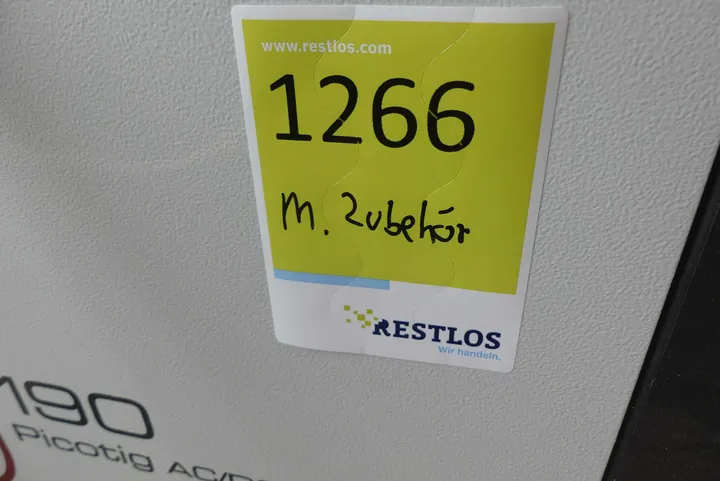 www.restlos.com
1266
m. Zubehör
RESTLOS
Wir handeln.
190
Picotig AC/